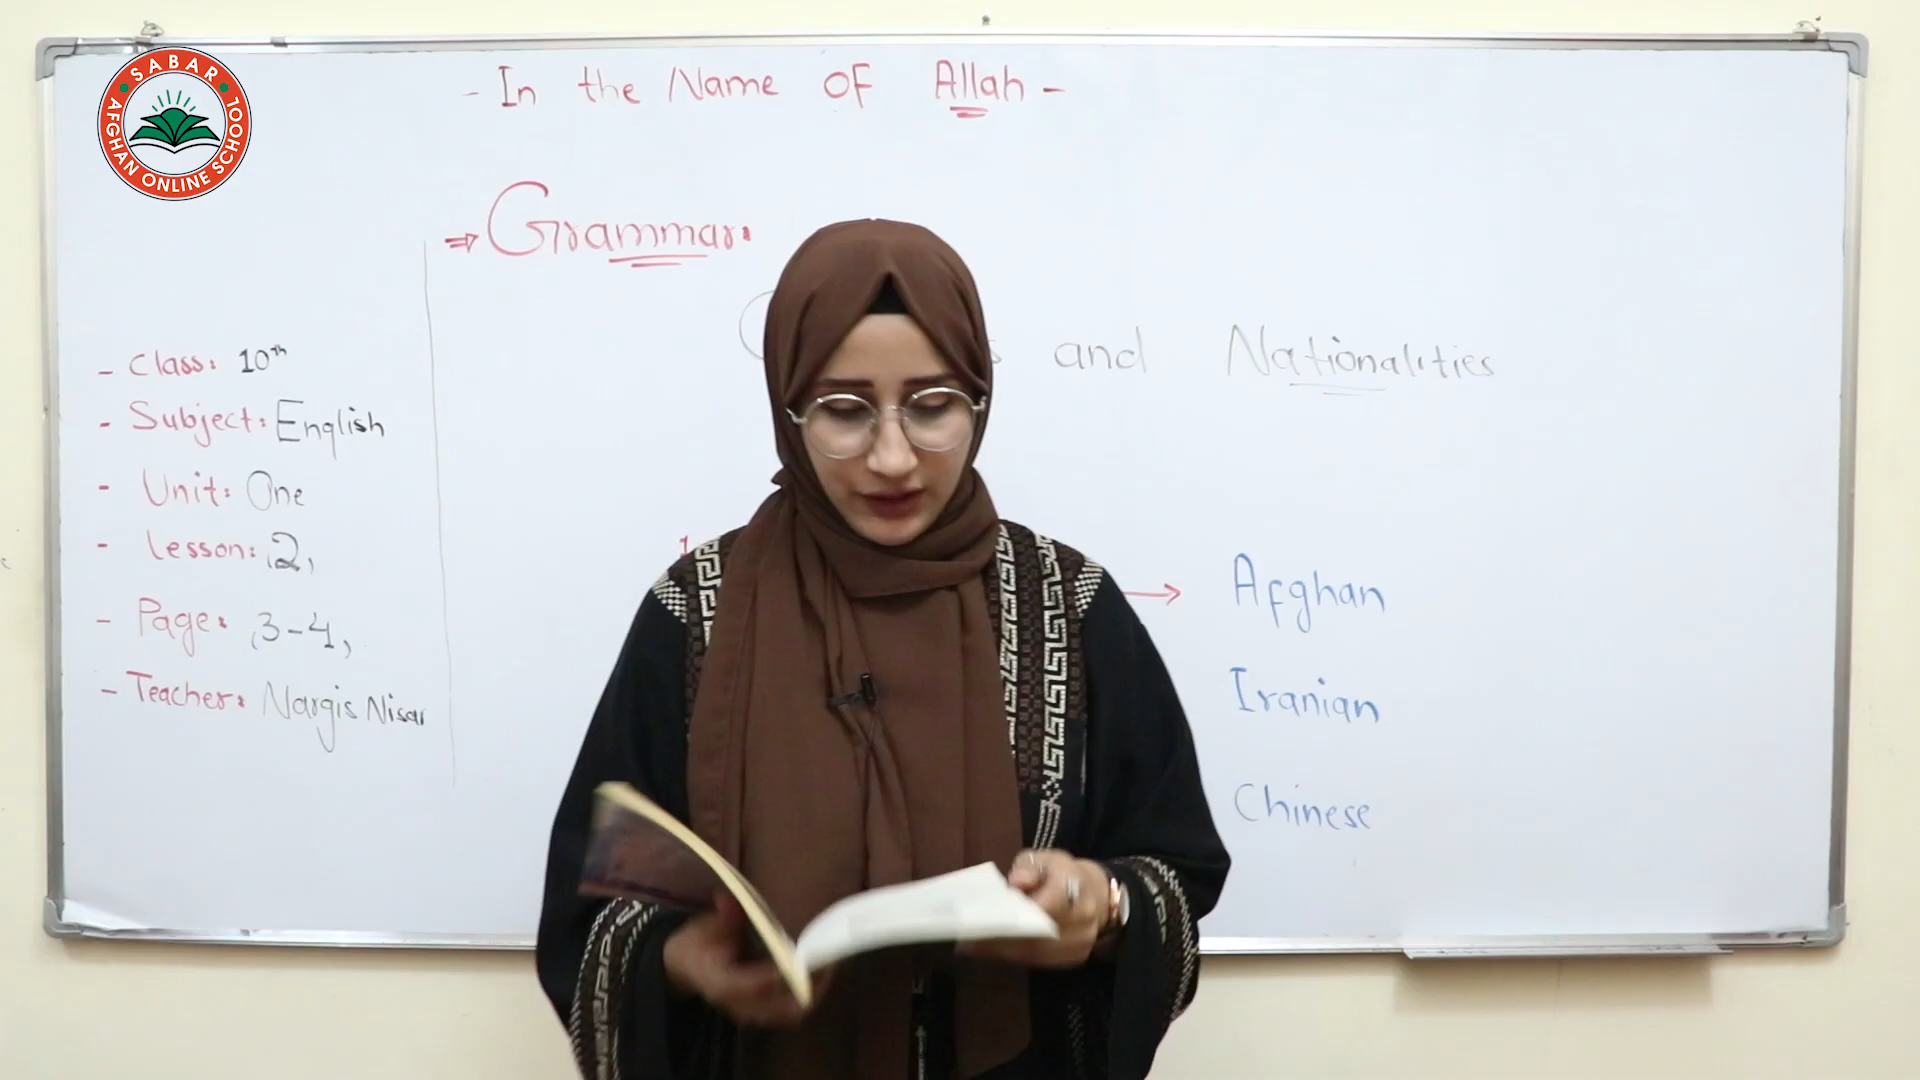 SABAR
AFGHAN ONLINE SCHOOL
- In the Name of Allah -
⇒ Grammar:
and Nationalities
- Class: 10th
- Subject: English
- Unit: One
- Lesson: 2,
- Page: 3-4,
- Teacher: Nargis Nisar
→ Afghan
Iranian
Chinese